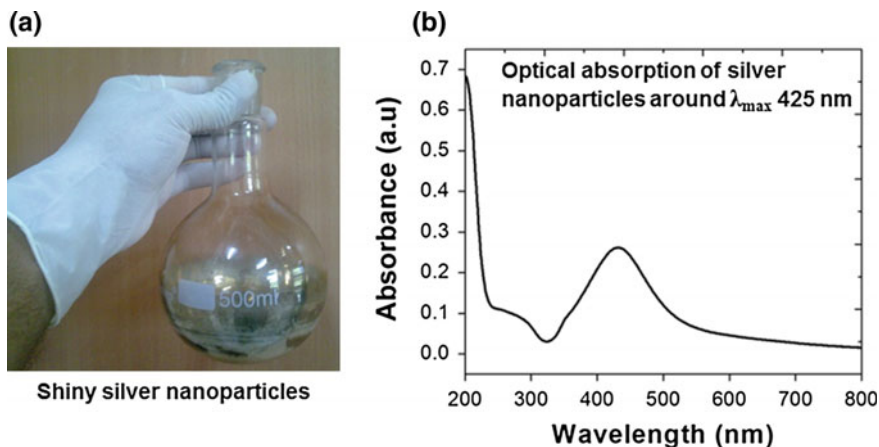 (a)
500ml
Shiny silver nanoparticles
(b)
Optical absorption of silver
nanoparticles around λmax 425 nm
Absorbance (a.u)
0.7
0.6
0.5
0.4
0.3
0.2
0.1
0.0
200 300 400 500 600 700 800
Wavelength (nm)